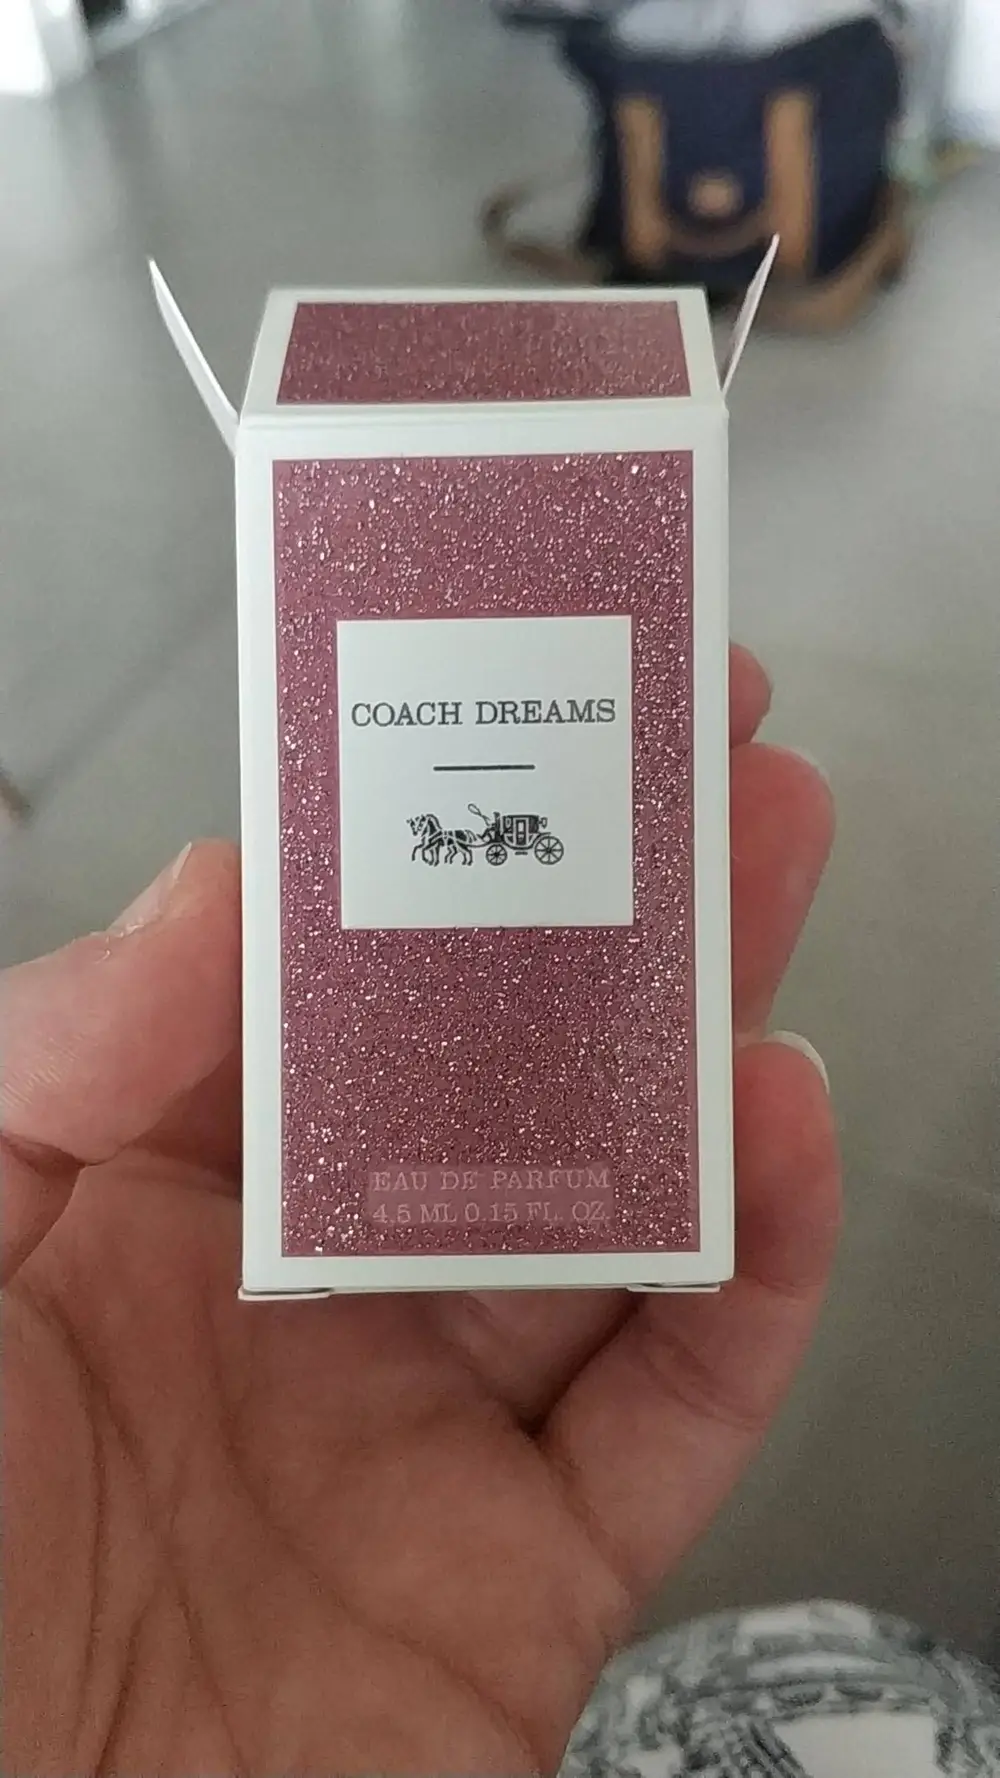 COACH DREAMS
EAU DE PARFUM
4.5 ML 0.15 FL. OZ.